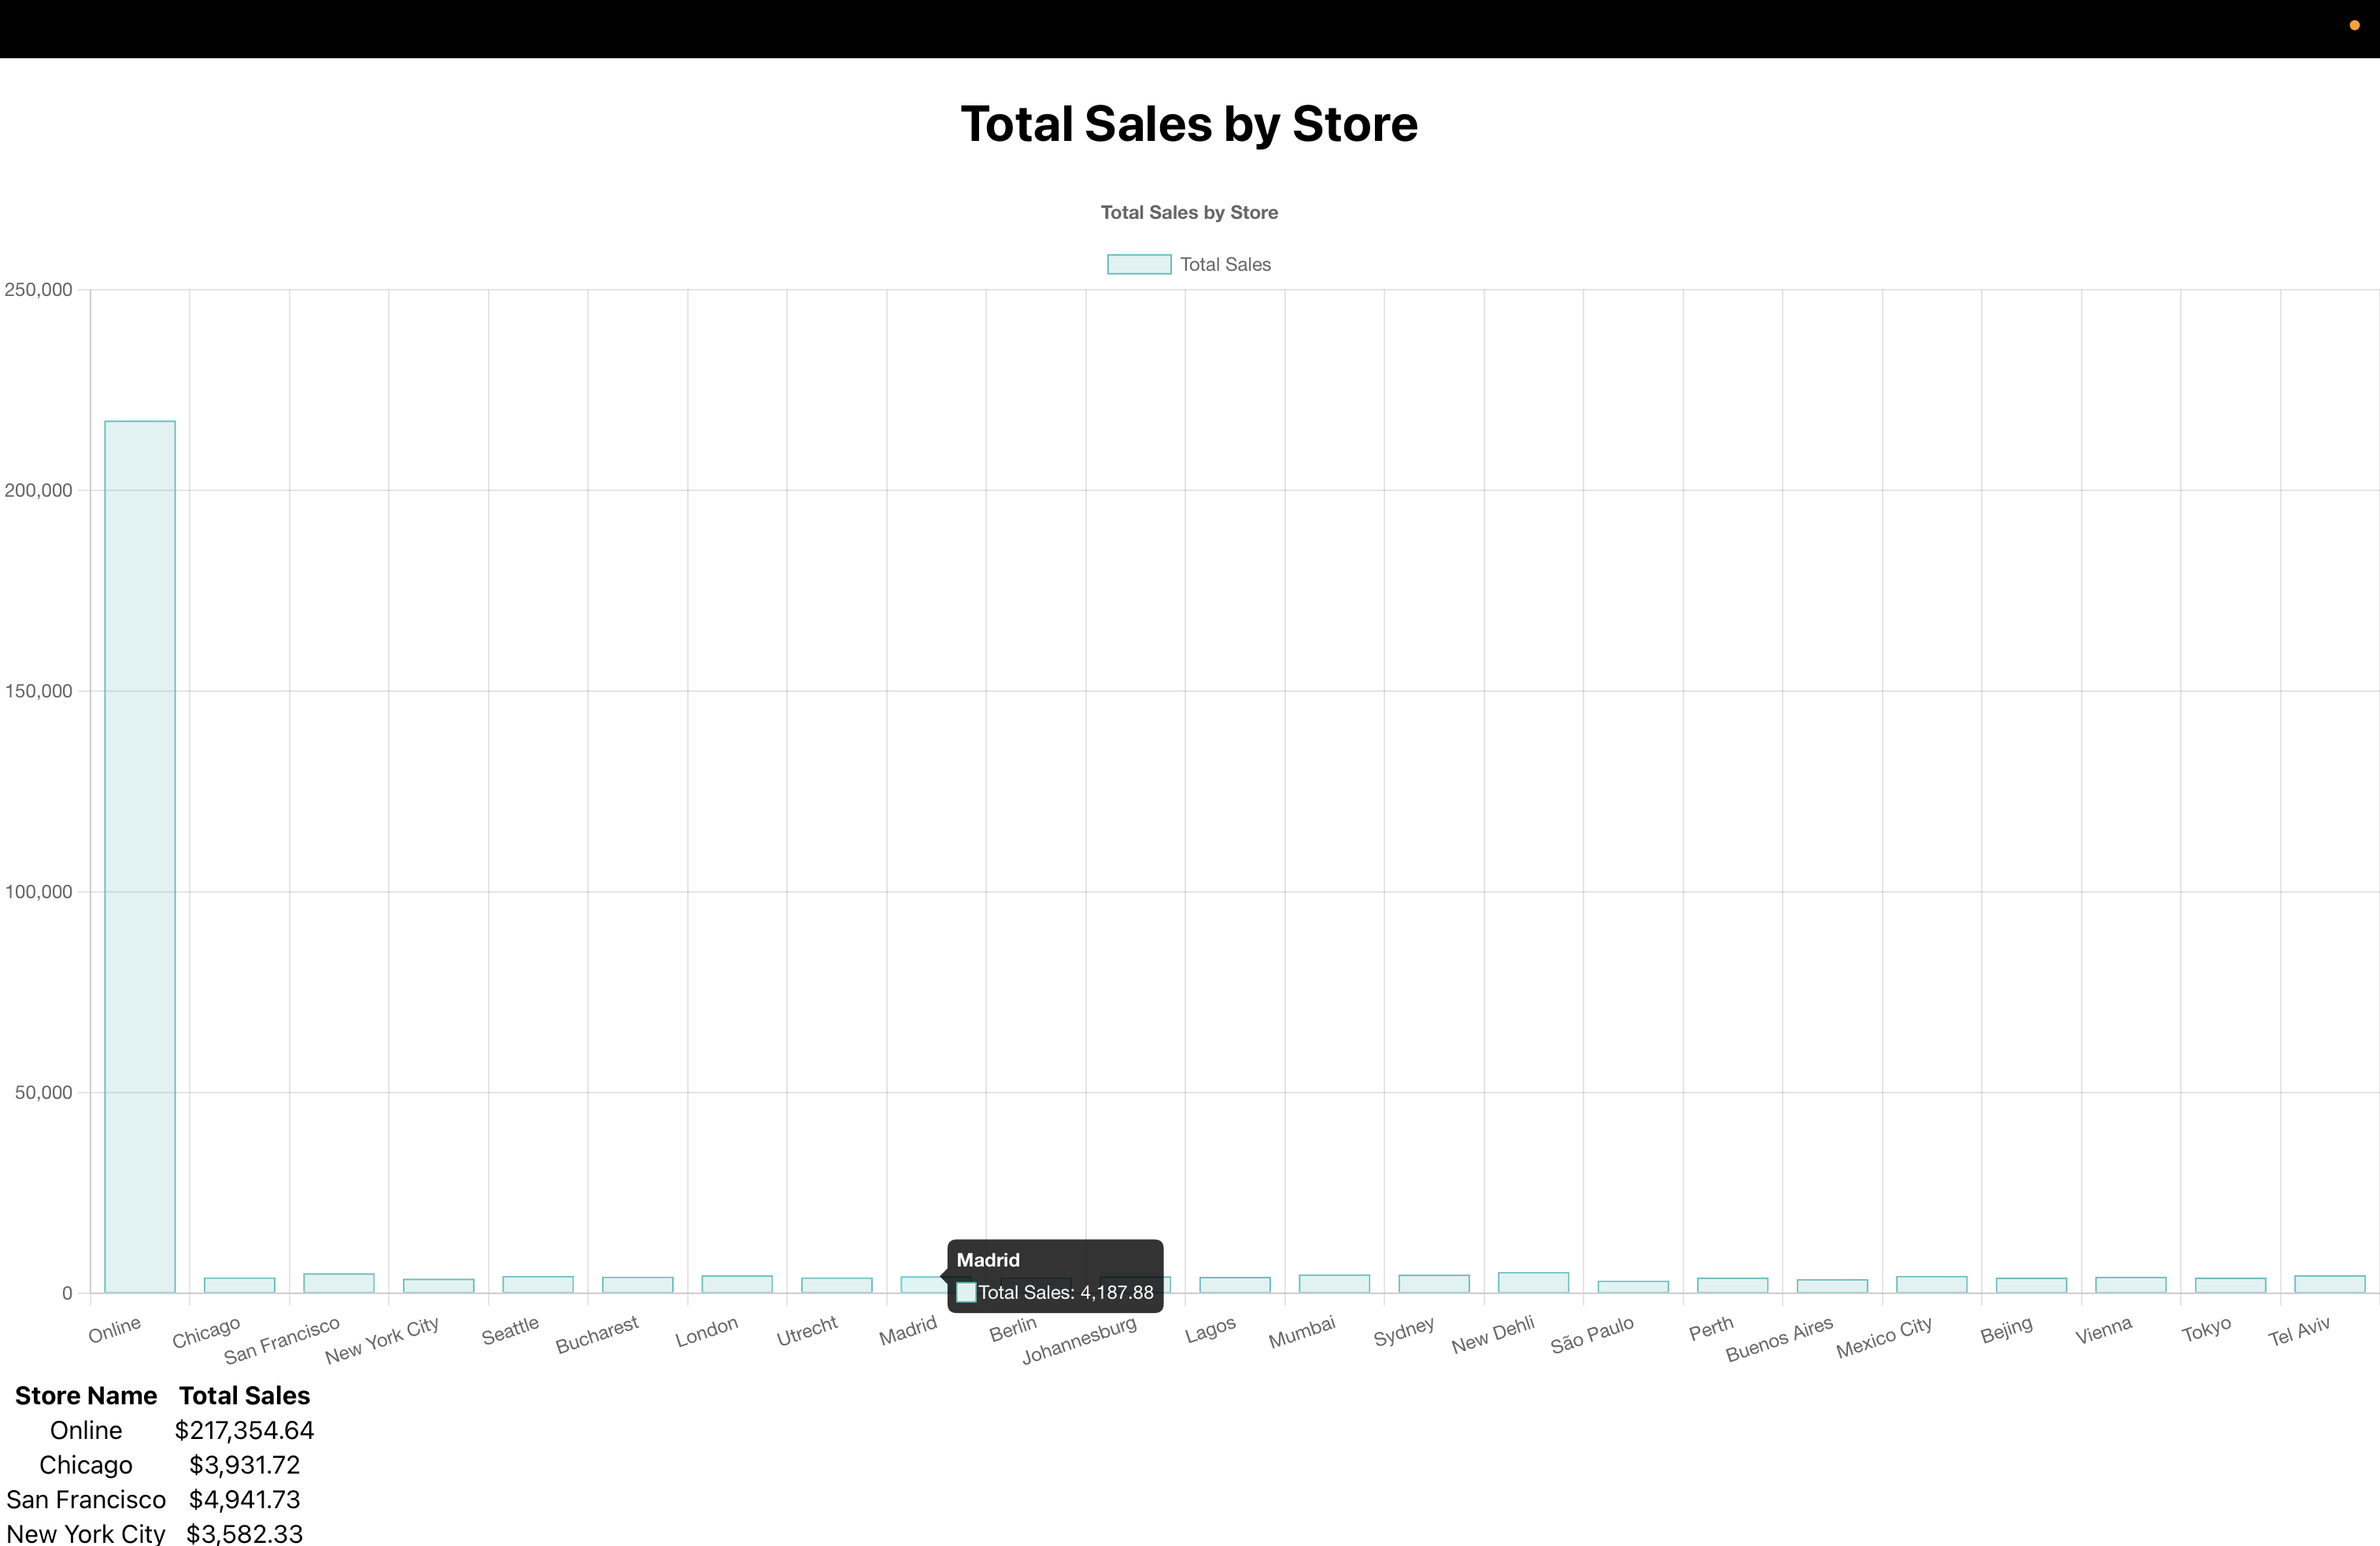 Total Sales by Store
Total Sales by Store
Total Sales
250,000
200,000
150,000
100,000
50,000
0
Madrid
Total Sales: 4,187.88
Online Chicago San Francisco New York City Seattle Bucharest London Utrecht Madrid Berlin Johannesburg Lagos Mumbai Sydney New Dehli São Paulo Perth Buenos Aires Mexico City Bejing Vienna Tokyo Tel Aviv
Store Name Total Sales
Online $217,354.64
Chicago $3,931.72
San Francisco $4,941.73
New York City $3,582.33